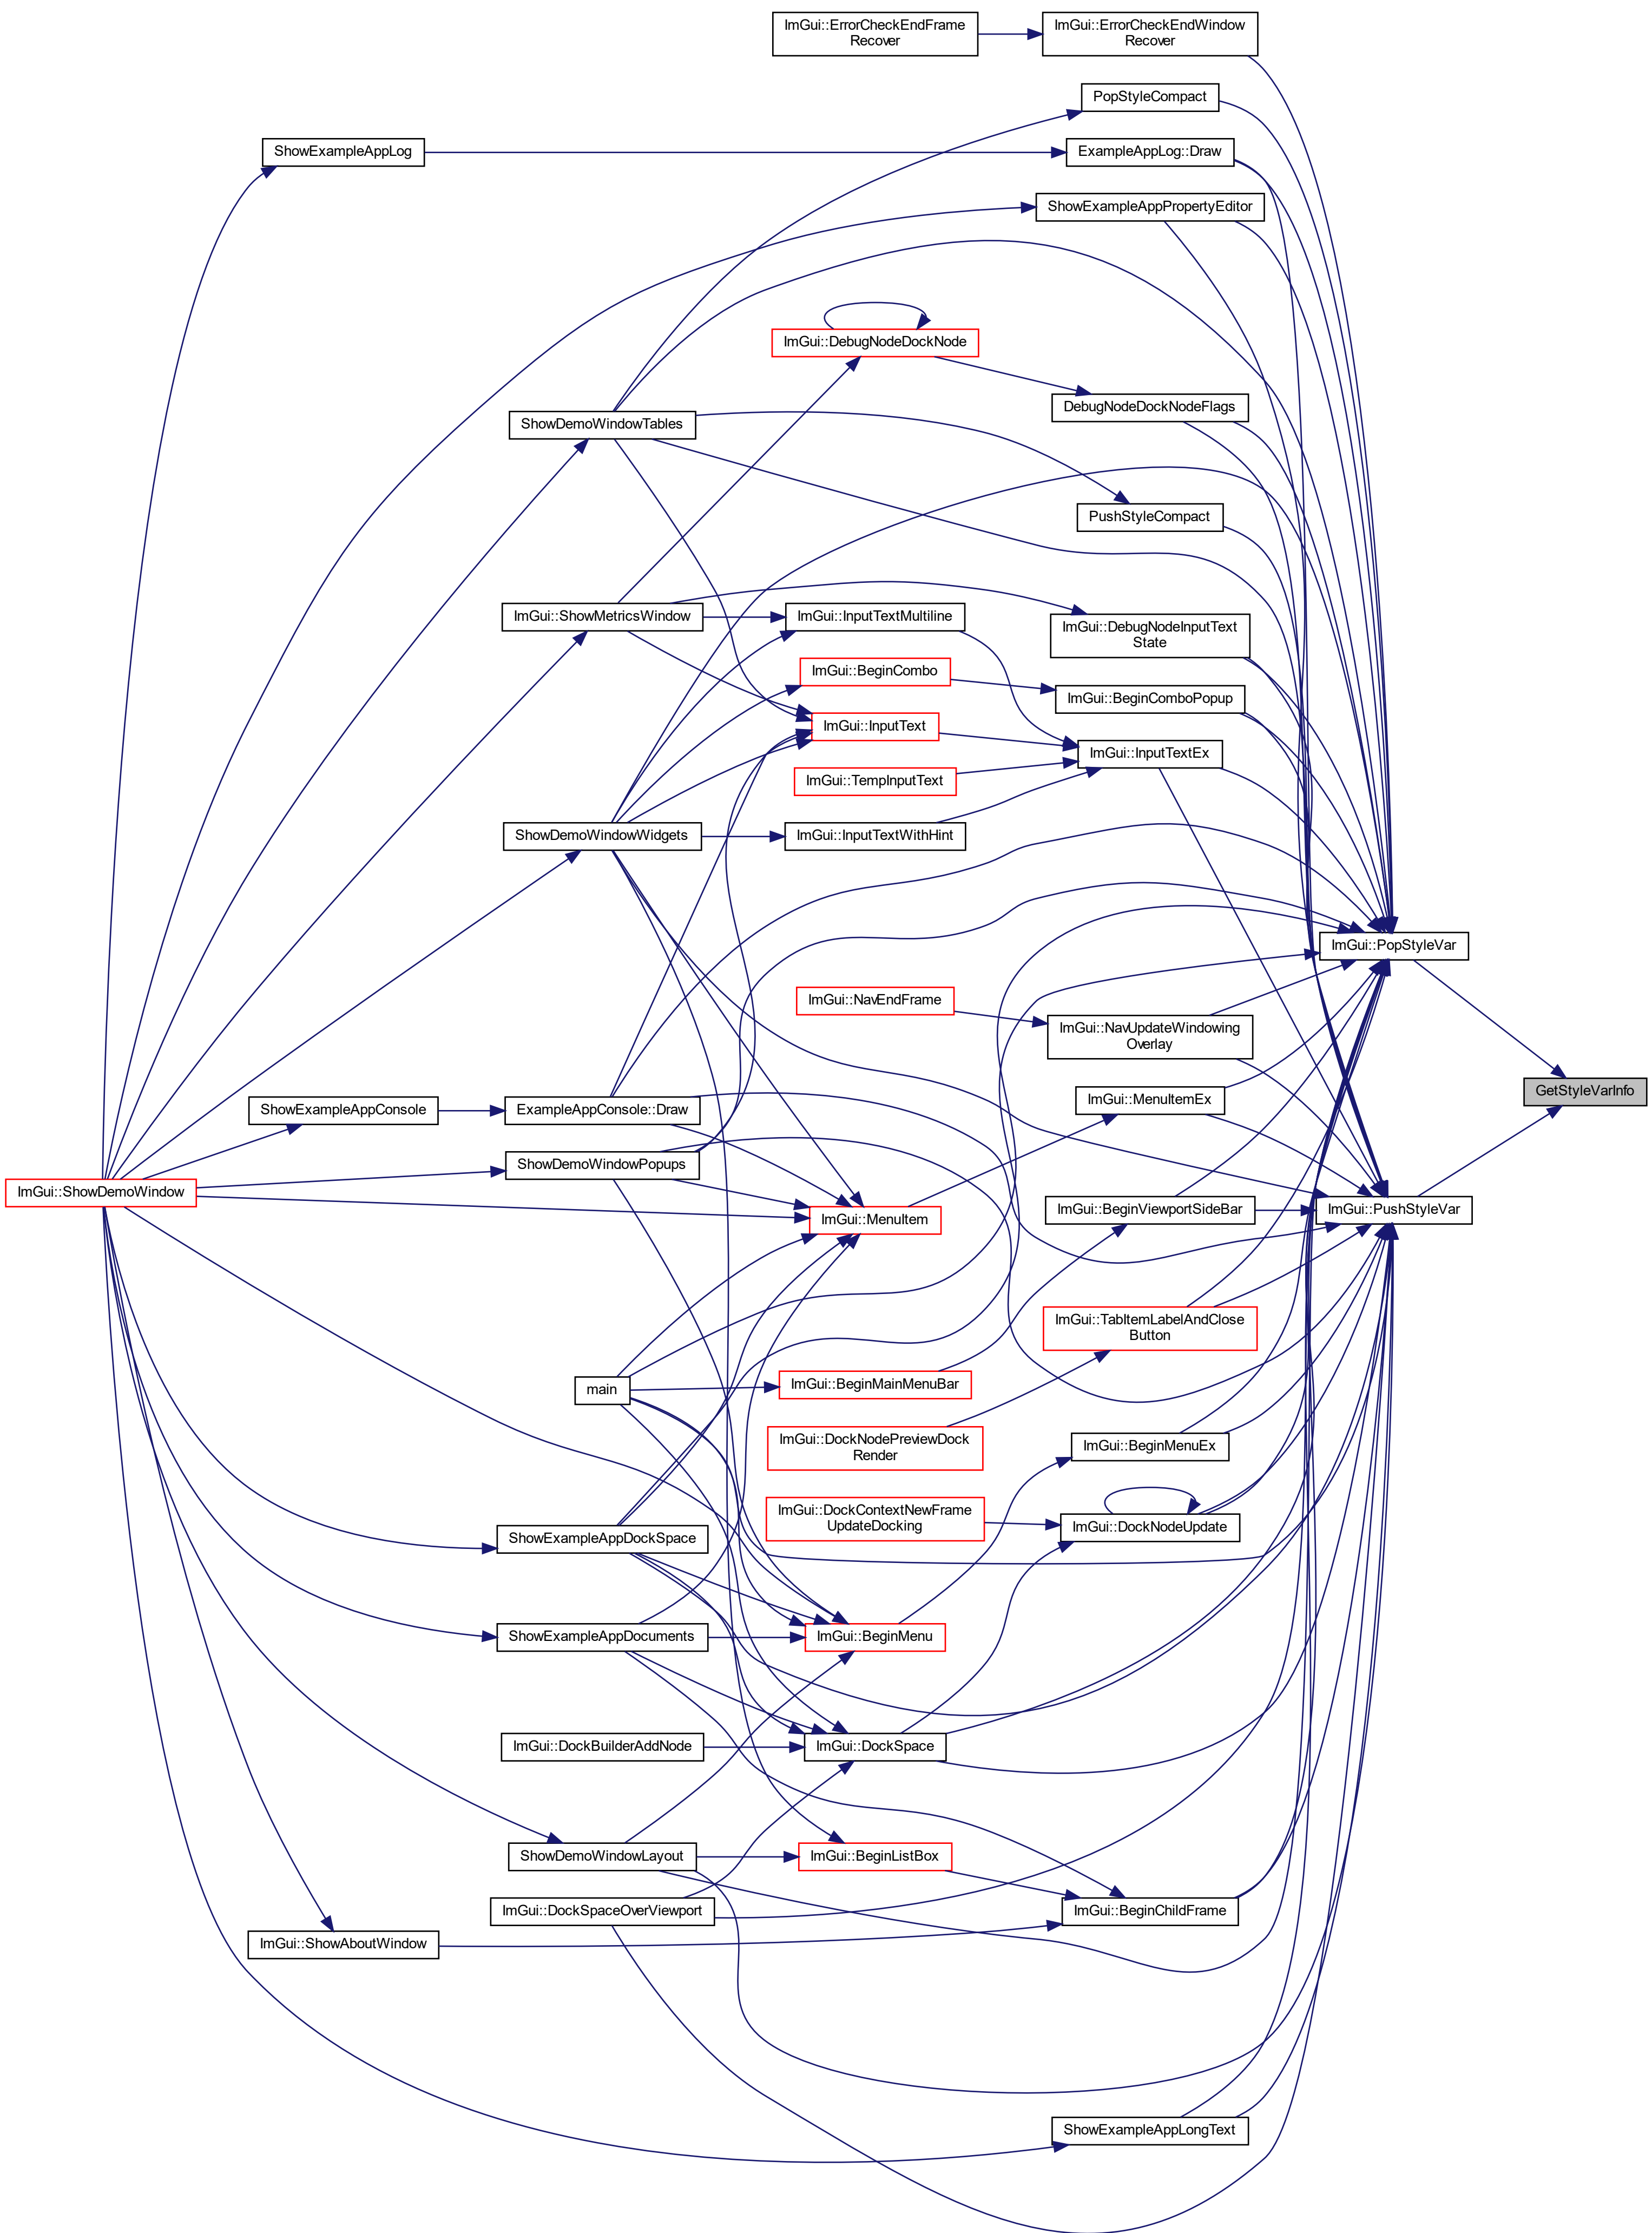 ImGui::ErrorCheckEndFrame
Recover
ImGui::ErrorCheckEndWindow
Recover
PopStyleCompact
ShowExampleAppLog
ExampleAppLog::Draw
ShowExampleAppPropertyEditor
ImGui::DebugNodeDockNode
DebugNodeDockNodeFlags
ShowDemoWindowTables
PushStyleCompact
ImGui::ShowMetricsWindow
ImGui::InputTextMultiline
ImGui::DebugNodeInputText
State
ImGui::BeginCombo
ImGui::BeginComboPopup
ImGui::InputText
ImGui::InputTextEx
ImGui::TempInputText
ShowDemoWindowWidgets
ImGui::InputTextWithHint
ImGui::PopStyleVar
ImGui::NavEndFrame
ImGui::NavUpdateWindowing
Overlay
GetStyleVarInfo
ShowExampleAppConsole
ExampleAppConsole::Draw
ImGui::MenuItemEx
ShowDemoWindowPopups
ImGui::ShowDemoWindow
ImGui::MenuItem
ImGui::BeginViewportSideBar
ImGui::PushStyleVar
ImGui::TabItemLabelAndClose
Button
main
ImGui::BeginMainMenuBar
ImGui::DockNodePreviewDock
Render
ImGui::BeginMenuEx
ImGui::DockContextNewFrame
UpdateDocking
ImGui::DockNodeUpdate
ShowExampleAppDockSpace
ShowExampleAppDocuments
ImGui::BeginMenu
ImGui::DockBuilderAddNode
ImGui::DockSpace
ShowDemoWindowLayout
ImGui::BeginListBox
ImGui::DockSpaceOverViewport
ImGui::BeginChildFrame
ImGui::ShowAboutWindow
ShowExampleAppLongText